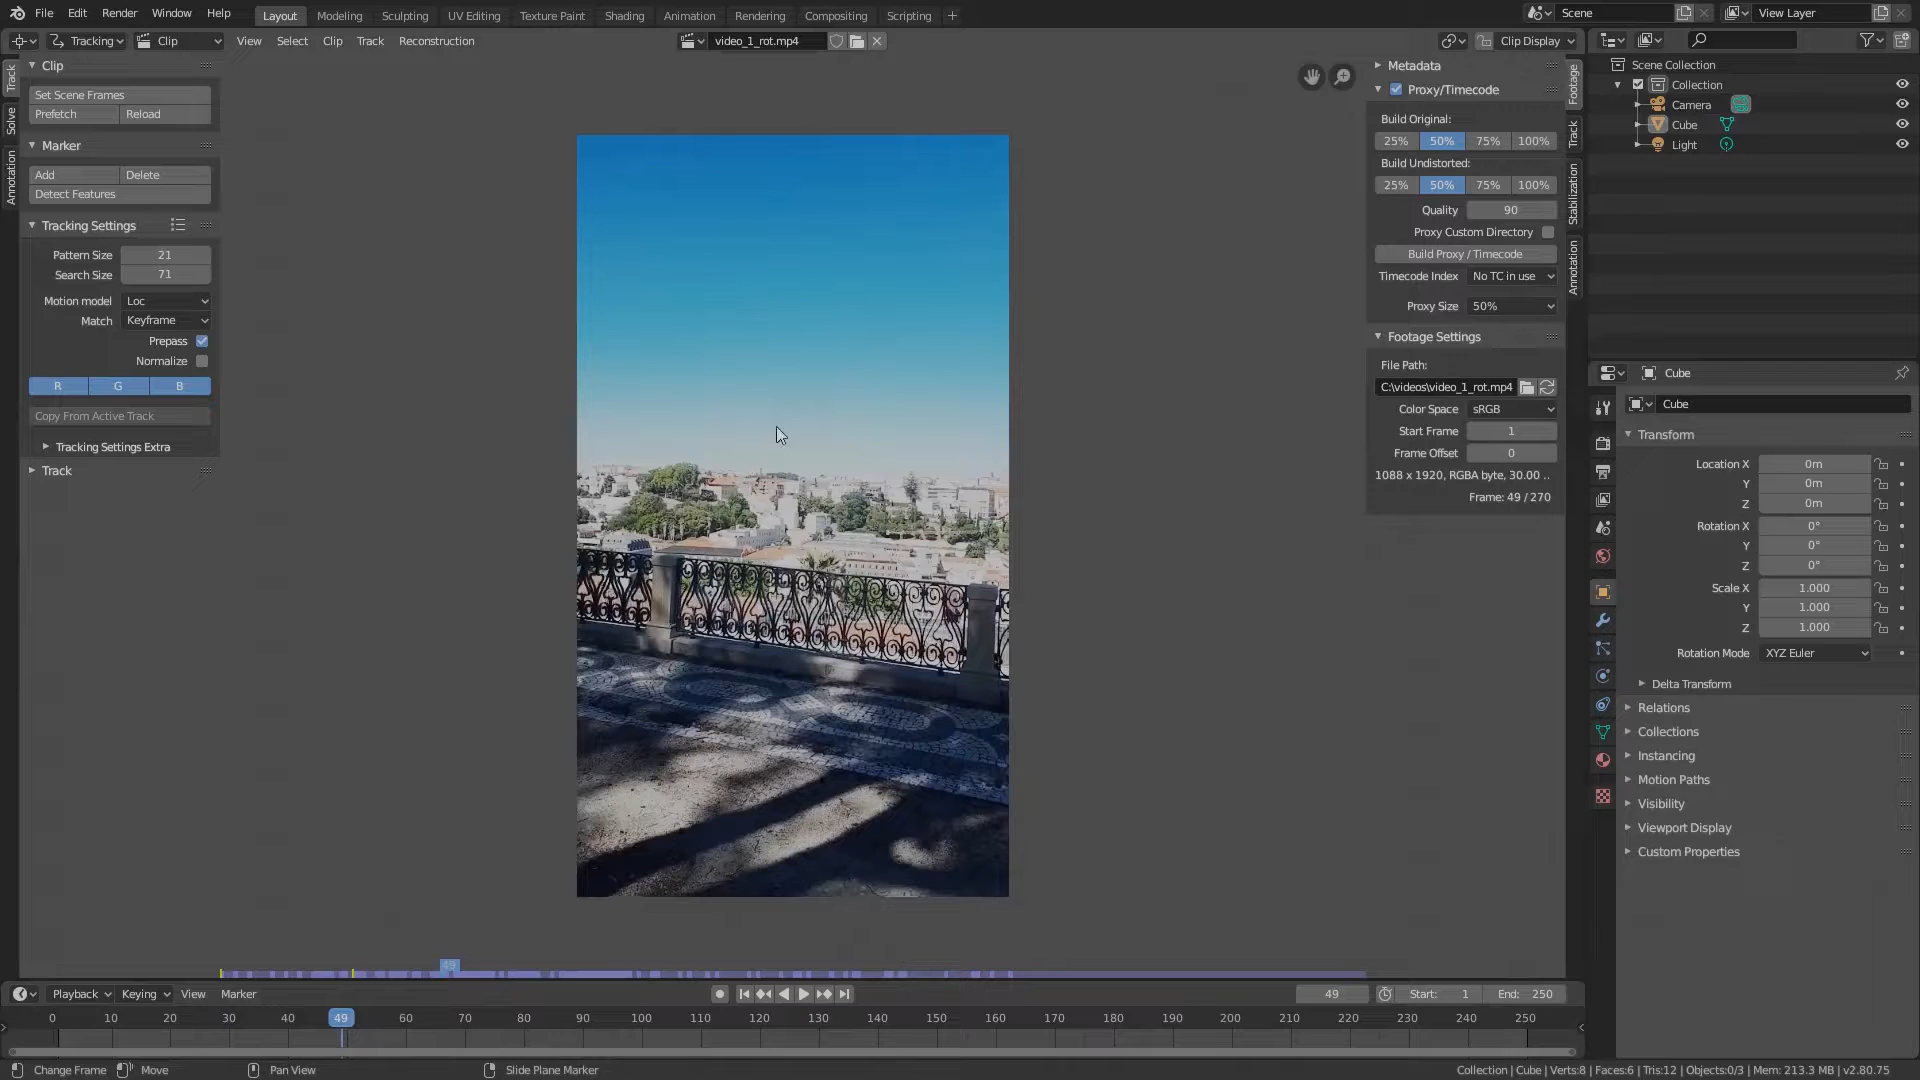 File Edit Render Window Help Layout Modeling Sculpting UV Editing Texture Paint Shading Animation Rendering Compositing Scripting Scene View Layer
Tracking Clip View Select Clip Track Reconstruction video_1_rot.mp4 Clip Display
Clip
Set Scene Frames
Prefetch Reload
Marker
Add Delete
Detect Features
Tracking Settings
Pattern Size 21
Search Size 71
Motion model Loc
Match Keyframe
Prepass
Normalize
R G B
Copy From Active Track
Tracking Settings Extra
Track
Track
Solve
Annotation
Metadata
Proxy/Timecode
Build Original:
25% 50% 75% 100%
Build Undistorted:
25% 50% 75% 100%
Quality 90
Proxy Custom Directory
Build Proxy / Timecode
Timecode Index No TC in use
Proxy Size 50%
Footage Settings
File Path:
C:\videos\video_1_rot.mp4
Color Space sRGB
Start Frame 1
Frame Offset 0
1088 x 1920, RGBA byte, 30.00 ..
Frame: 49 / 270
Footage
Track
Stabilization
Annotation
Scene Collection
Collection
Camera
Cube
Light
Cube
Cube
Transform
Location X 0m
Y 0m
Z 0m
Rotation X 0°
Y 0°
Z 0°
Scale X 1.000
Y 1.000
Z 1.000
Rotation Mode XYZ Euler
Delta Transform
Relations
Collections
Instancing
Motion Paths
Visibility
Viewport Display
Custom Properties
49
Playback Keying View Marker 49 Start: 1 End: 250
0 10 20 30 40 49 60 70 80 90 100 110 120 130 140 150 160 170 180 190 200 210 220 230 240 250
Change Frame Move Pan View Slide Plane Marker Collection | Cube | Verts:8 | Faces:6 | Tris:12 | Objects:0/3 | Mem: 213.3 MB | v2.80.75